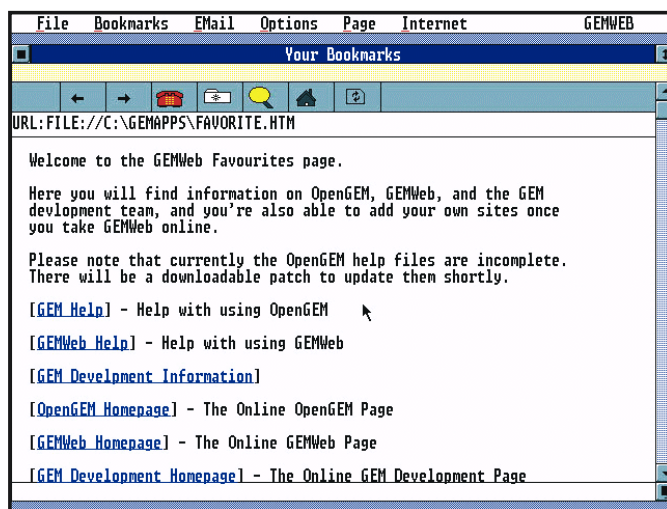 File Bookmarks EMail Options Page Internet GEMWEB
Your Bookmarks
URL:FILE://C:\GEMAPPS\FAVORITE.HTM
Welcome to the GEMWeb Favourites page.
Here you will find information on OpenGEM, GEMWeb, and the GEM
devlopment team, and you're also able to add your own sites once
you take GEMWeb online.
Please note that currently the OpenGEM help files are incomplete.
There will be a downloadable patch to update them shortly.
[GEM Help] - Help with using OpenGEM
[GEMWeb Help] - Help with using GEMWeb
[GEM Develpment Information]
[OpenGEM Homepage] - The Online OpenGEM Page
[GEMWeb Homepage] - The Online GEMWeb Page
[GEM Development Homepage] - The Online GEM Development Page